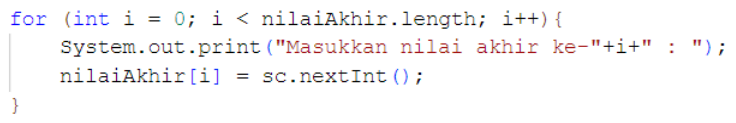 for (int i = 0; i < nilaiAkhir.length; i++){
    System.out.print("Masukkan nilai akhir ke-"+i+" : ");
    nilaiAkhir[i] = sc.nextInt();
}